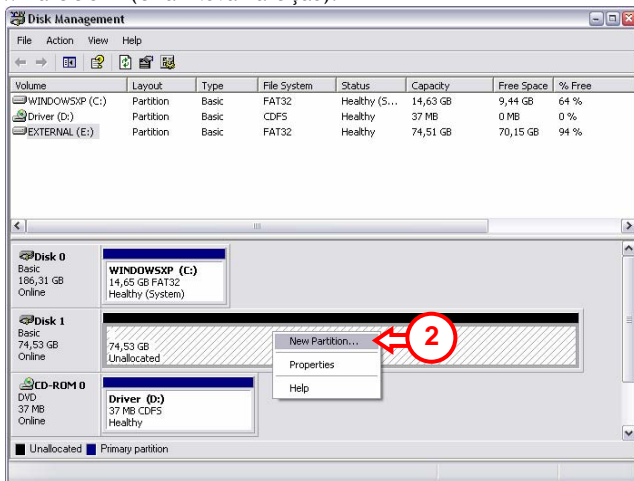 Disk Management
File Action View Help
Volume Layout Type File System Status Capacity Free Space % Free
WINDOWSXP (C:) Partition Basic FAT32 Healthy (S... 14,63 GB 9,44 GB 64 %
Driver (D:) Partition Basic CDFS Healthy 37 MB 0 MB 0 %
EXTERNAL (E:) Partition Basic FAT32 Healthy 74,51 GB 70,15 GB 94 %
Disk 0
Basic
186,31 GB
Online
WINDOWSXP (C:)
14,65 GB FAT32
Healthy (System)
Disk 1
Basic
74,53 GB
Online
74,53 GB
Unallocated
New Partition...
Properties
Help
2
CD-ROM 0
DVD
37 MB
Online
Driver (D:)
37 MB CDFS
Healthy
Unallocated Primary partition